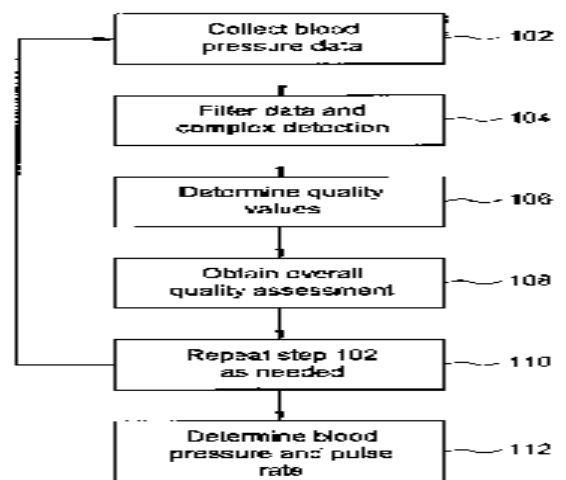 Collect blood
pressure data
102
Filter data and
complex detection
104
Determine quality
values
106
Obtain overall
quality assessment
108
Repeat step 102
as needed
110
Determine blood
pressure and pulse
rate
112